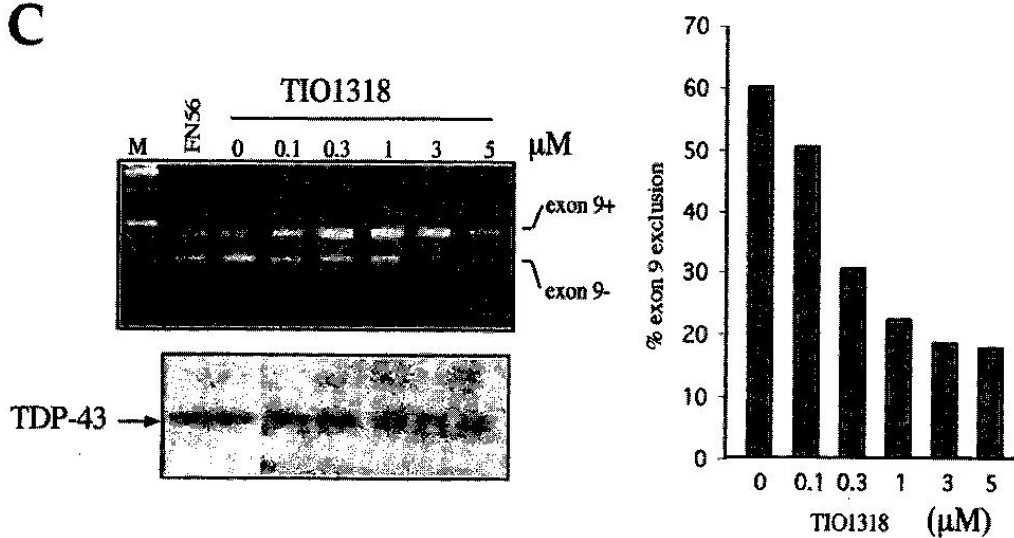 C
TIO1318
M FN56 0 0.1 0.3 1 3 5 μM
exon 9+
exon 9-
TDP-43
70
60
50
40
30
20
10
0
% exon 9 exclusion
0 0.1 0.3 1 3 5
TIO1318 (μM)